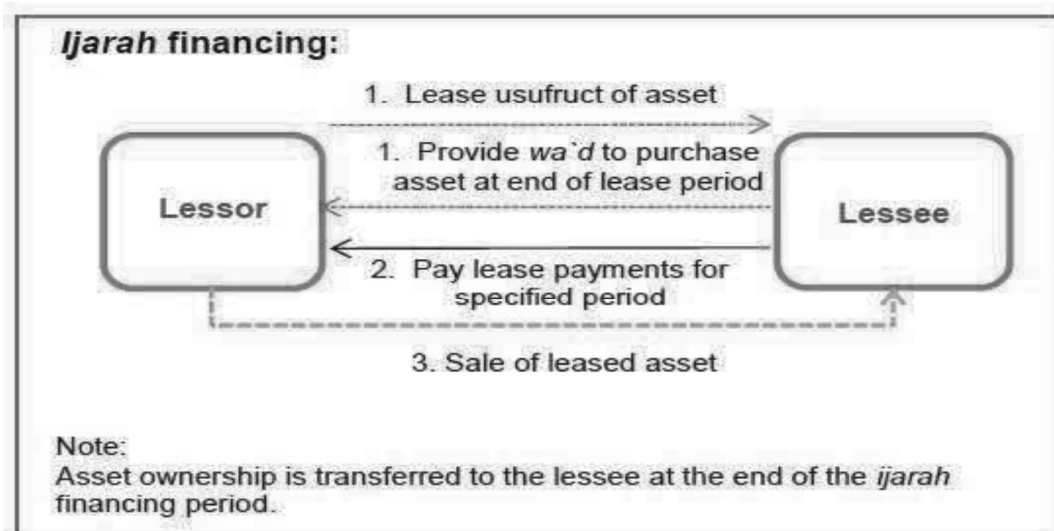 Ijarah financing:
1. Lease usufruct of asset
1. Provide wa`d to purchase
asset at end of lease period
Lessor
Lessee
2. Pay lease payments for
specified period
3. Sale of leased asset
Note:
Asset ownership is transferred to the lessee at the end of the ijarah
financing period.